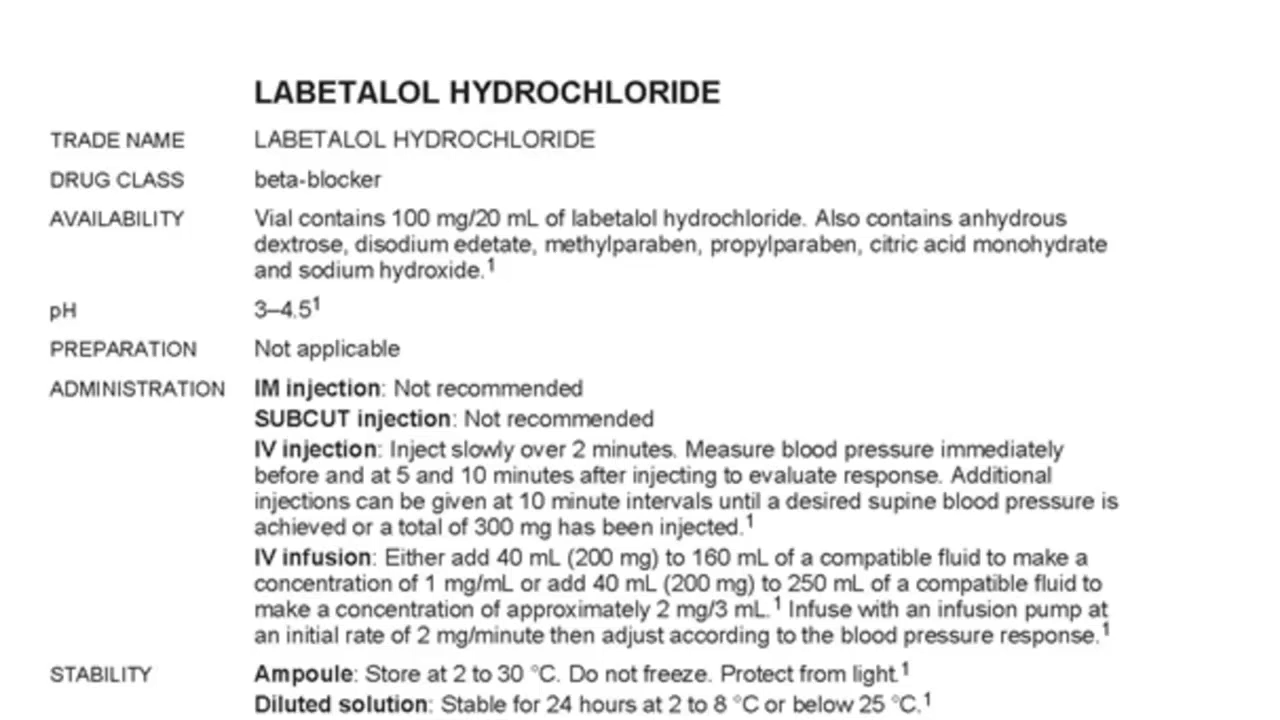 LABETALOL HYDROCHLORIDE
TRADE NAME LABETALOL HYDROCHLORIDE
DRUG CLASS beta-blocker
AVAILABILITY Vial contains 100 mg/20 mL of labetalol hydrochloride. Also contains anhydrous
dextrose, disodium edetate, methylparaben, propylparaben, citric acid monohydrate
and sodium hydroxide.1
pH 3–4.51
PREPARATION Not applicable
ADMINISTRATION IM injection: Not recommended
SUBCUT injection: Not recommended
IV injection: Inject slowly over 2 minutes. Measure blood pressure immediately
before and at 5 and 10 minutes after injecting to evaluate response. Additional
injections can be given at 10 minute intervals until a desired supine blood pressure is
achieved or a total of 300 mg has been injected.1
IV infusion: Either add 40 mL (200 mg) to 160 mL of a compatible fluid to make a
concentration of 1 mg/mL or add 40 mL (200 mg) to 250 mL of a compatible fluid to
make a concentration of approximately 2 mg/3 mL.1 Infuse with an infusion pump at
an initial rate of 2 mg/minute then adjust according to the blood pressure response.1
STABILITY Ampoule: Store at 2 to 30 °C. Do not freeze. Protect from light.1
Diluted solution: Stable for 24 hours at 2 to 8 °C or below 25 °C.1